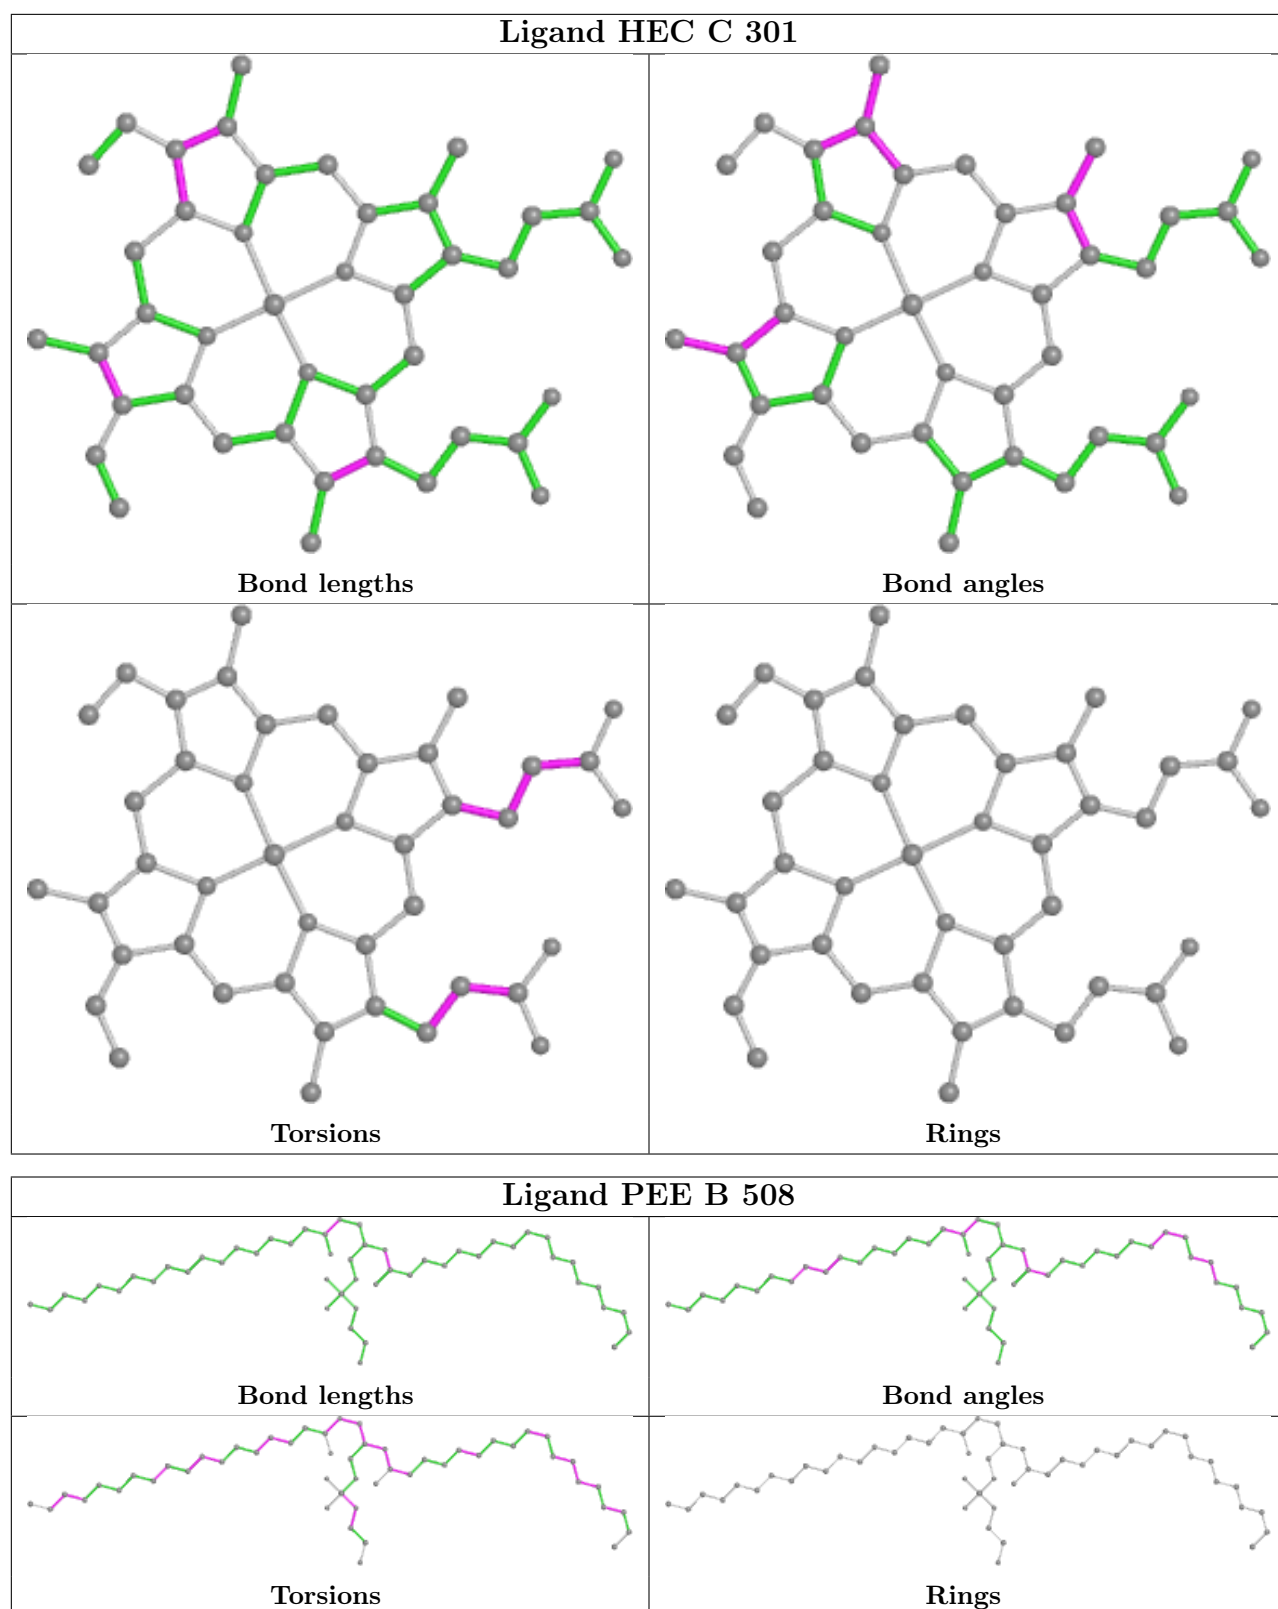 Ligand HEC C 301
Bond lengths
Bond angles
Torsions
Rings
Ligand PEE B 508
Bond lengths
Bond angles
Torsions
Rings